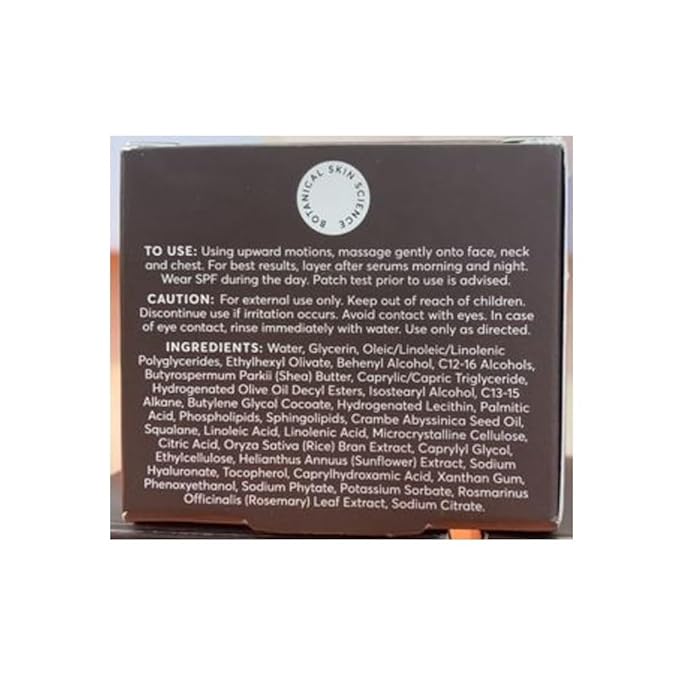 BOTANICAL SKIN SCIENCE
TO USE: Using upward motions, massage gently onto face, neck
and chest. For best results, layer after serums morning and night.
Wear SPF during the day. Patch test prior to use is advised.
CAUTION: For external use only. Keep out of reach of children.
Discontinue use if irritation occurs. Avoid contact with eyes. In case
of eye contact, rinse immediately with water. Use only as directed.
INGREDIENTS: Water, Glycerin, Oleic/Linoleic/Linolenic
Polyglycerides, Ethylhexyl Olivate, Behenyl Alcohol, C12-16 Alcohols,
Butyrospermum Parkii (Shea) Butter, Caprylic/Capric Triglyceride,
Hydrogenated Olive Oil Decyl Esters, Isostearyl Alcohol, C13-15
Alkane, Butylene Glycol Cocoate, Hydrogenated Lecithin, Palmitic
Acid, Phospholipids, Sphingolipids, Crambe Abyssinica Seed Oil,
Squalane, Linoleic Acid, Linolenic Acid, Microcrystalline Cellulose,
Citric Acid, Oryza Sativa (Rice) Bran Extract, Caprylyl Glycol,
Ethylcellulose, Helianthus Annuus (Sunflower) Extract, Sodium
Hyaluronate, Tocopherol, Caprylhydroxamic Acid, Xanthan Gum,
Phenoxyethanol, Sodium Phytate, Potassium Sorbate, Rosmarinus
Officinalis (Rosemary) Leaf Extract, Sodium Citrate.